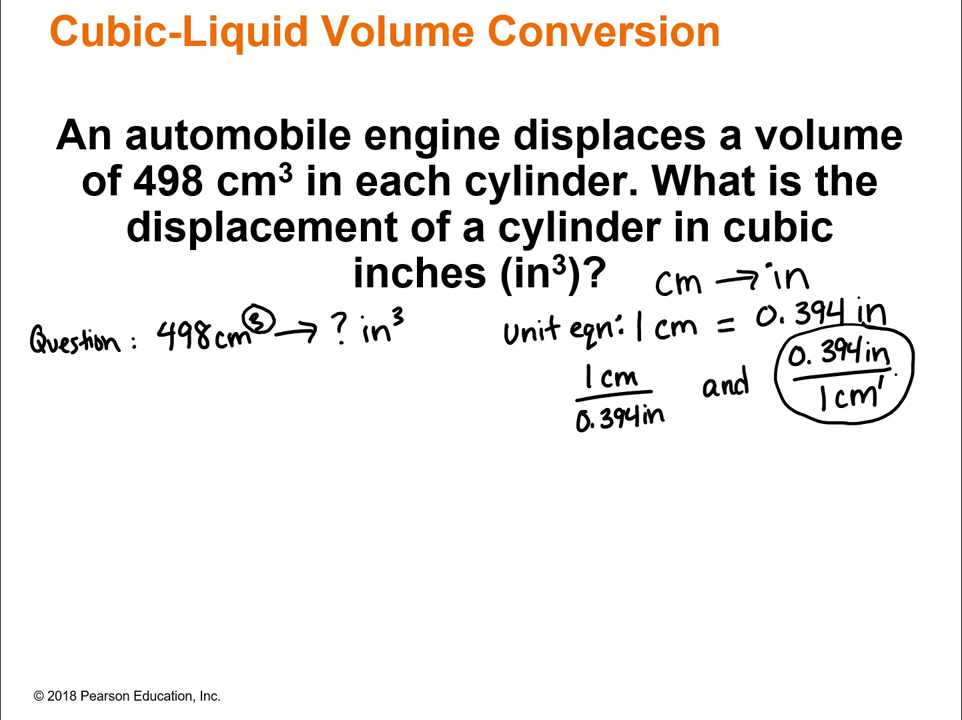 Cubic-Liquid Volume Conversion
An automobile engine displaces a volume
of 498 cm³ in each cylinder. What is the
displacement of a cylinder in cubic
inches (in³)?
cm → in
Question: 498cm³ → ? in³
Unit eqn: 1 cm = 0.394 in
1 cm
0.394 in
and
0.394 in
1 cm'
© 2018 Pearson Education, Inc.